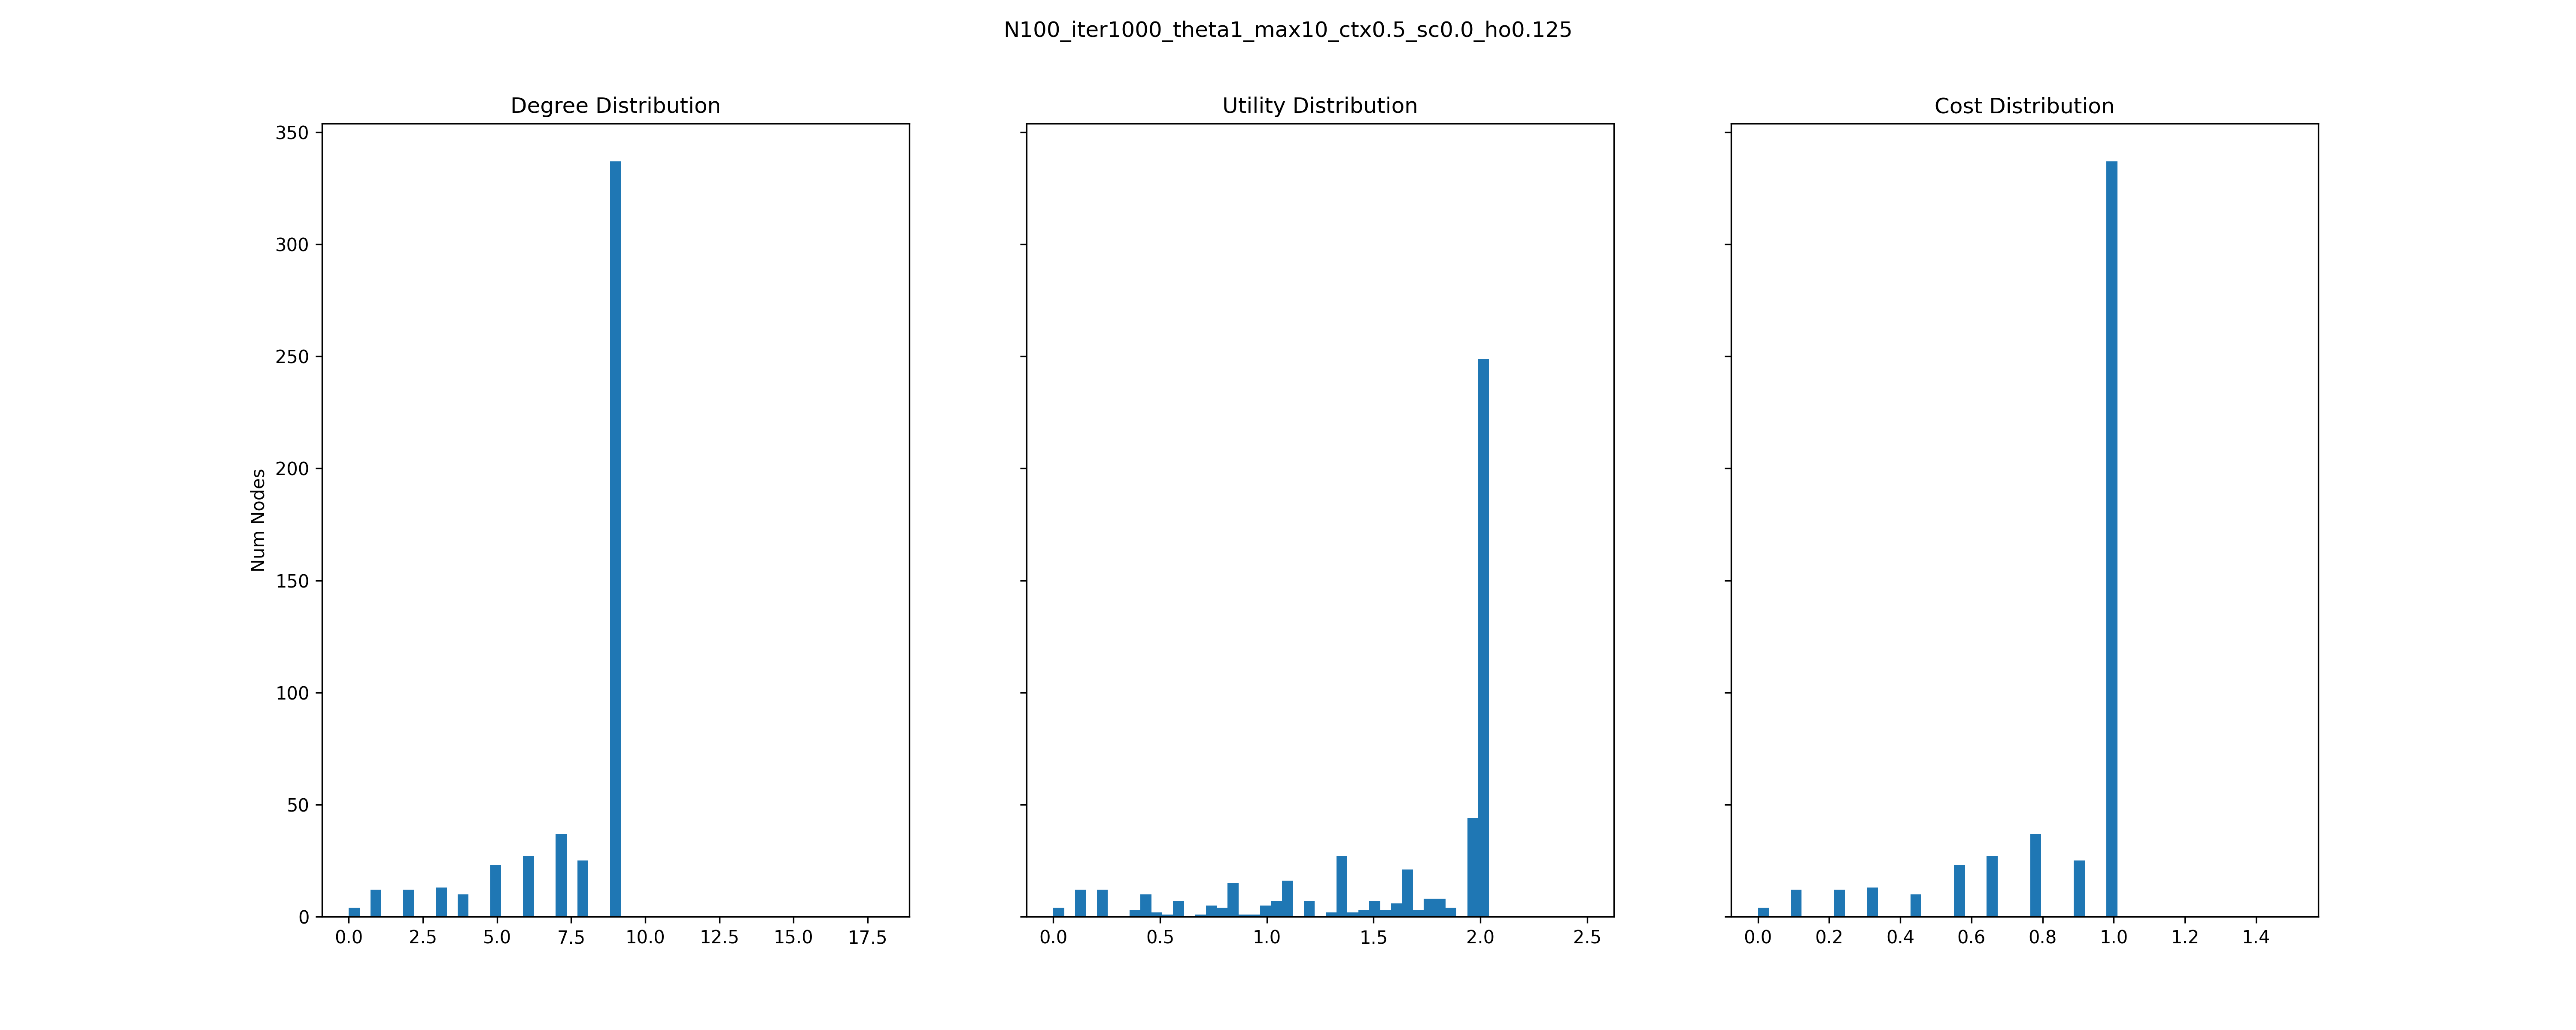 N100_iter1000_theta1_max10_ctx0.5_sc0.0_ho0.125
Degree Distribution
Utility Distribution
Cost Distribution
350
300
250
200
150
100
50
0
Num Nodes
0.0 2.5 5.0 7.5 10.0 12.5 15.0 17.5
0.0 0.5 1.0 1.5 2.0 2.5
0.0 0.2 0.4 0.6 0.8 1.0 1.2 1.4